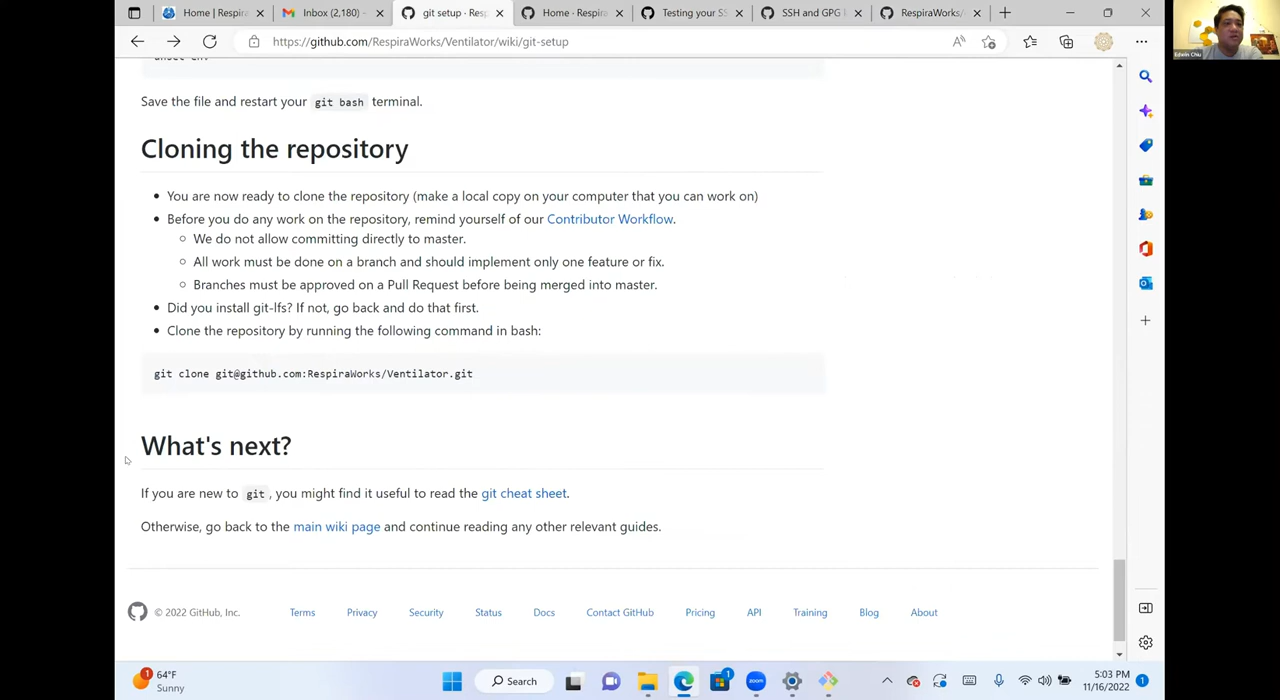 Home | Respira
Inbox (2,180) -
git setup · Resp
Home · Respira
Testing your SS
SSH and GPG k
RespiraWorks/
https://github.com/RespiraWorks/Ventilator/wiki/git-setup
Edwin Chiu
Save the file and restart your git bash terminal.
Cloning the repository
You are now ready to clone the repository (make a local copy on your computer that you can work on)
Before you do any work on the repository, remind yourself of our Contributor Workflow.
We do not allow committing directly to master.
All work must be done on a branch and should implement only one feature or fix.
Branches must be approved on a Pull Request before being merged into master.
Did you install git-lfs? If not, go back and do that first.
Clone the repository by running the following command in bash:
git clone git@github.com:RespiraWorks/Ventilator.git
What's next?
If you are new to git, you might find it useful to read the git cheat sheet.
Otherwise, go back to the main wiki page and continue reading any other relevant guides.
© 2022 GitHub, Inc.
Terms
Privacy
Security
Status
Docs
Contact GitHub
Pricing
API
Training
Blog
About
1
64°F
Sunny
Search
1
zoom
5:03 PM
11/16/2022
1